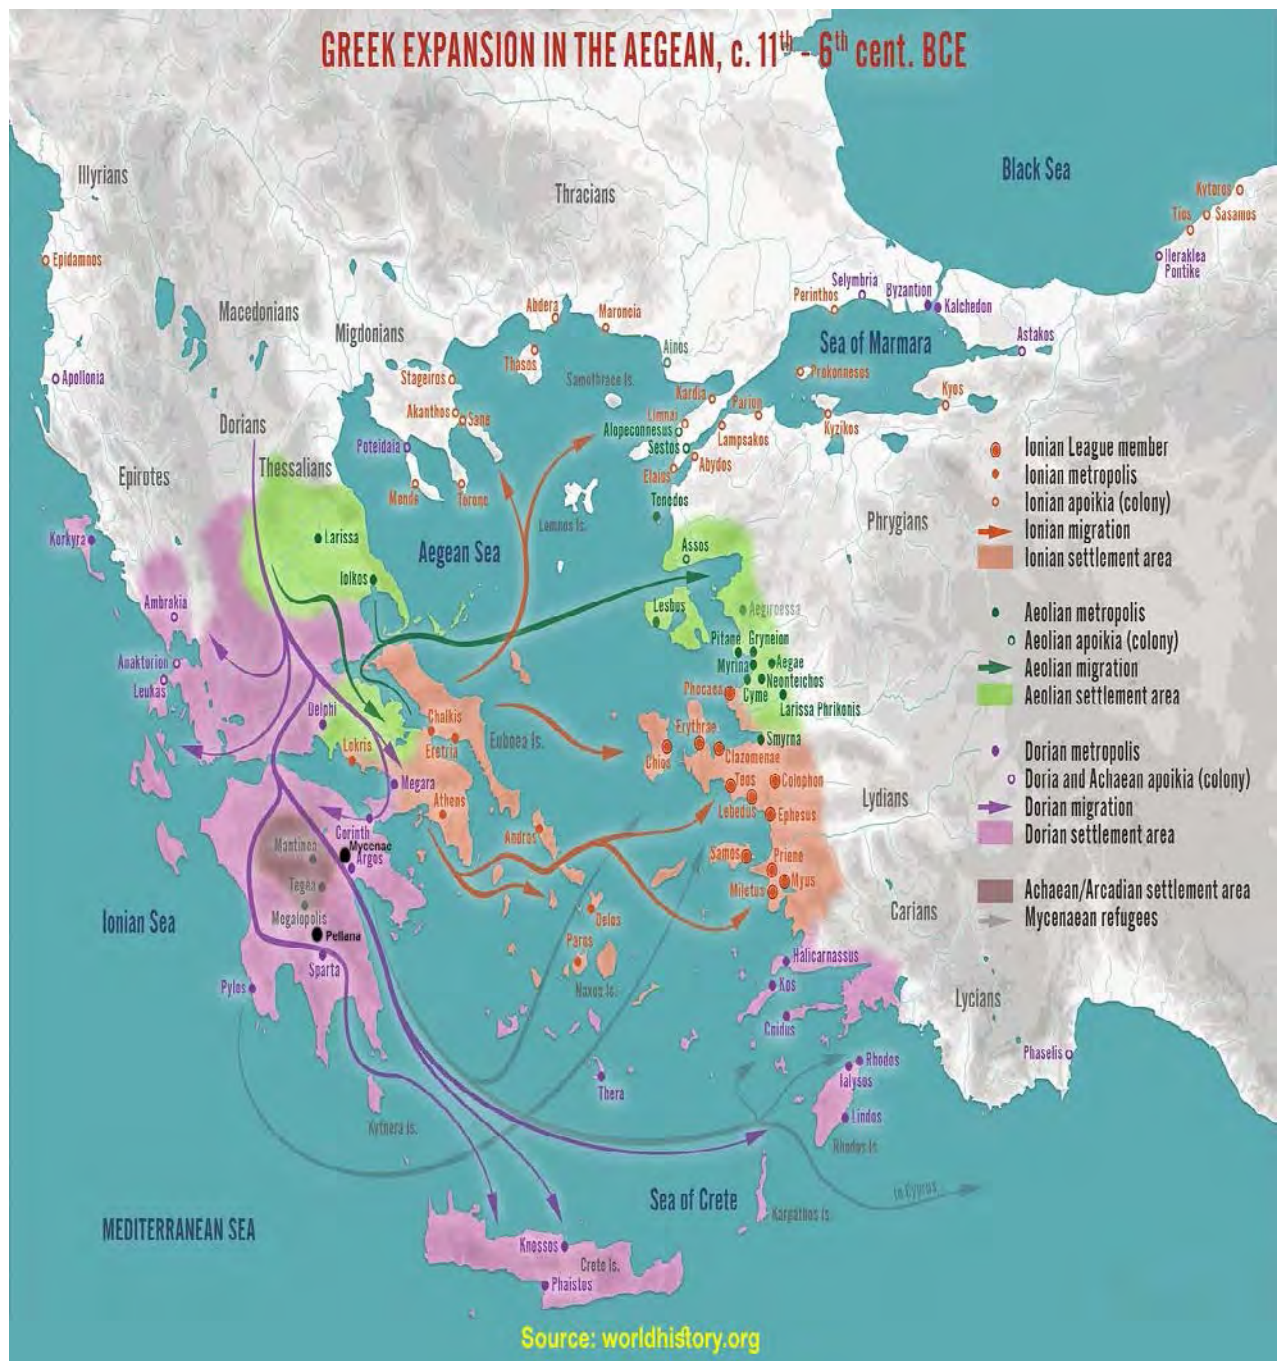 GREEK EXPANSION IN THE AEGEAN, c. 11th - 6th cent. BCE
Black Sea
Illyrians
Thracians
Kytoros
Tios
Sasamos
Heraklea
Pontike
Epidamnos
Selymbria
Byzantion
Perinthos
Kalchedon
Macedonians
Migdonians
Abdera
Maroncia
Sea of Marmara
Astakos
Ainos
Thasos
Samothrace Is.
Prokonnesos
Apollonia
Stageiros
Kardia
Parion
Kyos
Akanthos
Sane
Limnai
Alopeconnesus
Lampsakos
Kyzikos
Dorians
Poteidaia
Sestos
Abydos
Elaius
Thessalians
Epirotes
Mende
Torone
Tenedos
Lemnos Is.
Phrygians
Korkyra
Larissa
Aegean Sea
Assos
Iolkos
Ambrakia
Lesbos
Aegiroessa
Pitane
Gryneion
Anaktorion
Myrina
Aegae
Leukas
Phocaea
Cyme
Neonteichos
Larissa Phrikonis
Delphi
Chalkis
Erythrae
Lokris
Eretria
Euboea Is.
Smyrna
Chios
Clazomenae
Megara
Teos
Colophon
Lydians
Athens
Lebedus
Ephesus
Corinth
Andros
Mantinea
Mycenae
Argos
Samos
Priene
Tegea
Miletus
Myus
Megalopolis
Delos
Carians
Ionian Sea
Pellana
Paros
Sparta
Naxos Is.
Halicarnassus
Pylos
Kos
Lycians
Cnidus
Phaselis
Rhodos
Ialysos
Thera
Lindos
Kythera Is.
Rhodos Is.
to Cyprus
Sea of Crete
Karpathos Is.
MEDITERRANEAN SEA
Knossos
Crete Is.
Phaistos
Ionian League member
Ionian metropolis
Ionian apoikia (colony)
Ionian migration
Ionian settlement area
Aeolian metropolis
Aeolian apoikia (colony)
Aeolian migration
Aeolian settlement area
Dorian metropolis
Doria and Achaean apoikia (colony)
Dorian migration
Dorian settlement area
Achaean/Arcadian settlement area
Mycenaean refugees
Source: worldhistory.org